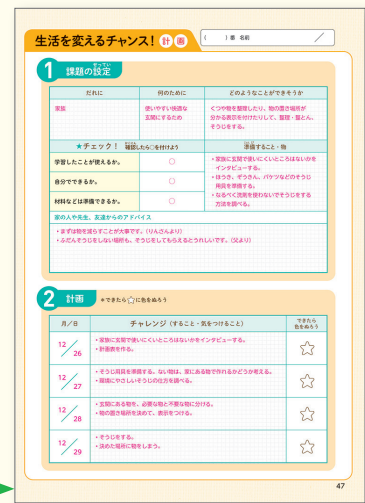 生活を変えるチャンス！ 計画
（　　）番 名前　　　／
1 課題の設定
だれに 何のために どのようなことができそうか
家族 使いやすい快適な玄関にするため くつや物を整理したり、物の置き場所が
分かる表示を付けたりして、整理・整とん、
そうじをする。
★チェック！ 確認したら○を付けよう 準備すること・物
学習したことが使えるか。 ○
自分でできるか。 ○
材料などは準備できるか。 ○
・家族に玄関で使いにくいところはないかを
インタビューする。
・ほうき、ぞうきん、バケツなどのそうじ
用具を準備する。
・なるべく洗剤を使わないでそうじをする
方法を調べる。
家の人や先生、友達からのアドバイス
・まずは物を減らすことが大事です。（りんさんより）
・ふだんそうじをしない場所も、そうじをしてもらえるとうれしいです。（父より）
2 計画 ＊できたら☆に色をぬろう
月／日 チャレンジ（すること・気をつけること） できたら
色をぬろう
12／26 ・家族に玄関で使いにくいところはないかをインタビューする。
・計画表を作る。
12／27 ・そうじ用具を準備する。ない物は、家にある物で作れるかどうか考える。
・環境にやさしいそうじの仕方を調べる。
12／28 ・玄関にある物を、必要な物と不要な物に分ける。
・物の置き場所を決めて、表示をつける。
12／29 ・そうじをする。
・決めた場所に物をしまう。
47